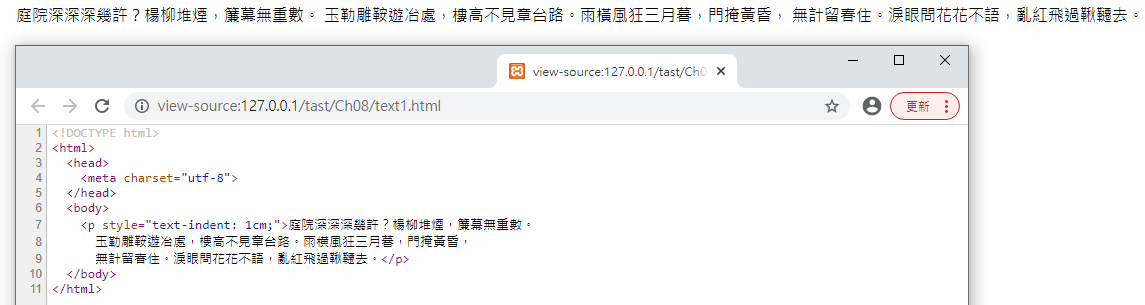 庭院深深深幾許？楊柳堆煙，簾幕無重數。 玉勒雕鞍遊冶處，樓高不見章台路。雨橫風狂三月暮，門掩黃昏， 無計留春住。淚眼問花花不語，亂紅飛過鞦韆去。
view-source:127.0.0.1/tast/Ch0
view-source:127.0.0.1/tast/Ch08/text1.html
更新
1 <!DOCTYPE html>
2 <html>
3 <head>
4 <meta charset="utf-8">
5 </head>
6 <body>
7 <p style="text-indent: 1cm;">庭院深深深幾許？楊柳堆煙，簾幕無重數。
8 玉勒雕鞍遊冶處，樓高不見章台路。雨橫風狂三月暮，門掩黃昏，
9 無計留春住。淚眼問花花不語，亂紅飛過鞦韆去。</p>
10 </body>
11 </html>